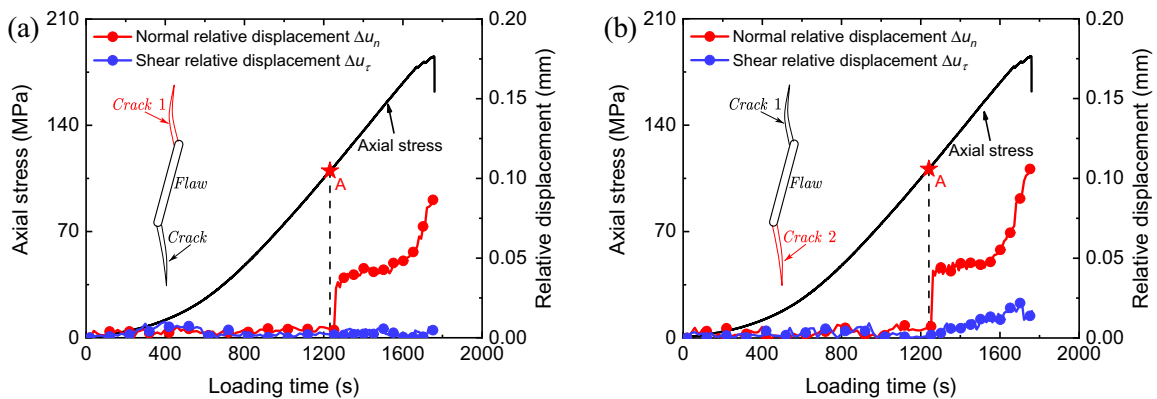 (a)
Normal relative displacement Δuₙ
Shear relative displacement Δu_τ
Crack 1
Flaw
Crack
Axial stress
A
Axial stress (MPa)
210
140
70
0
Relative displacement (mm)
0.20
0.15
0.10
0.05
0.00
0
400
800
1200
1600
2000
Loading time (s)
(b)
Normal relative displacement Δuₙ
Shear relative displacement Δu_τ
Crack 1
Flaw
Crack 2
Axial stress
A
Axial stress (MPa)
210
140
70
0
Relative displacement (mm)
0.20
0.15
0.10
0.05
0.00
0
400
800
1200
1600
2000
Loading time (s)